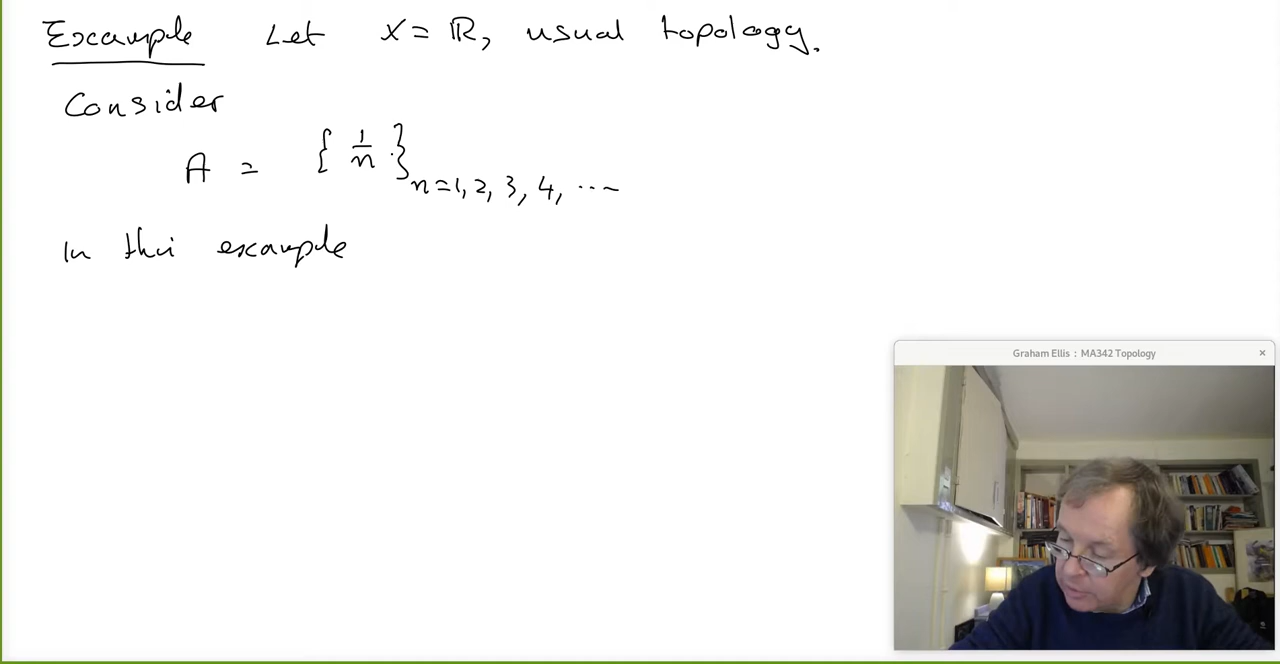 Example Let X = ℝ, usual topology.
Consider
A = { 1/n }n=1, 2, 3, 4, ...
In this example
Graham Ellis : MA342 Topology ×